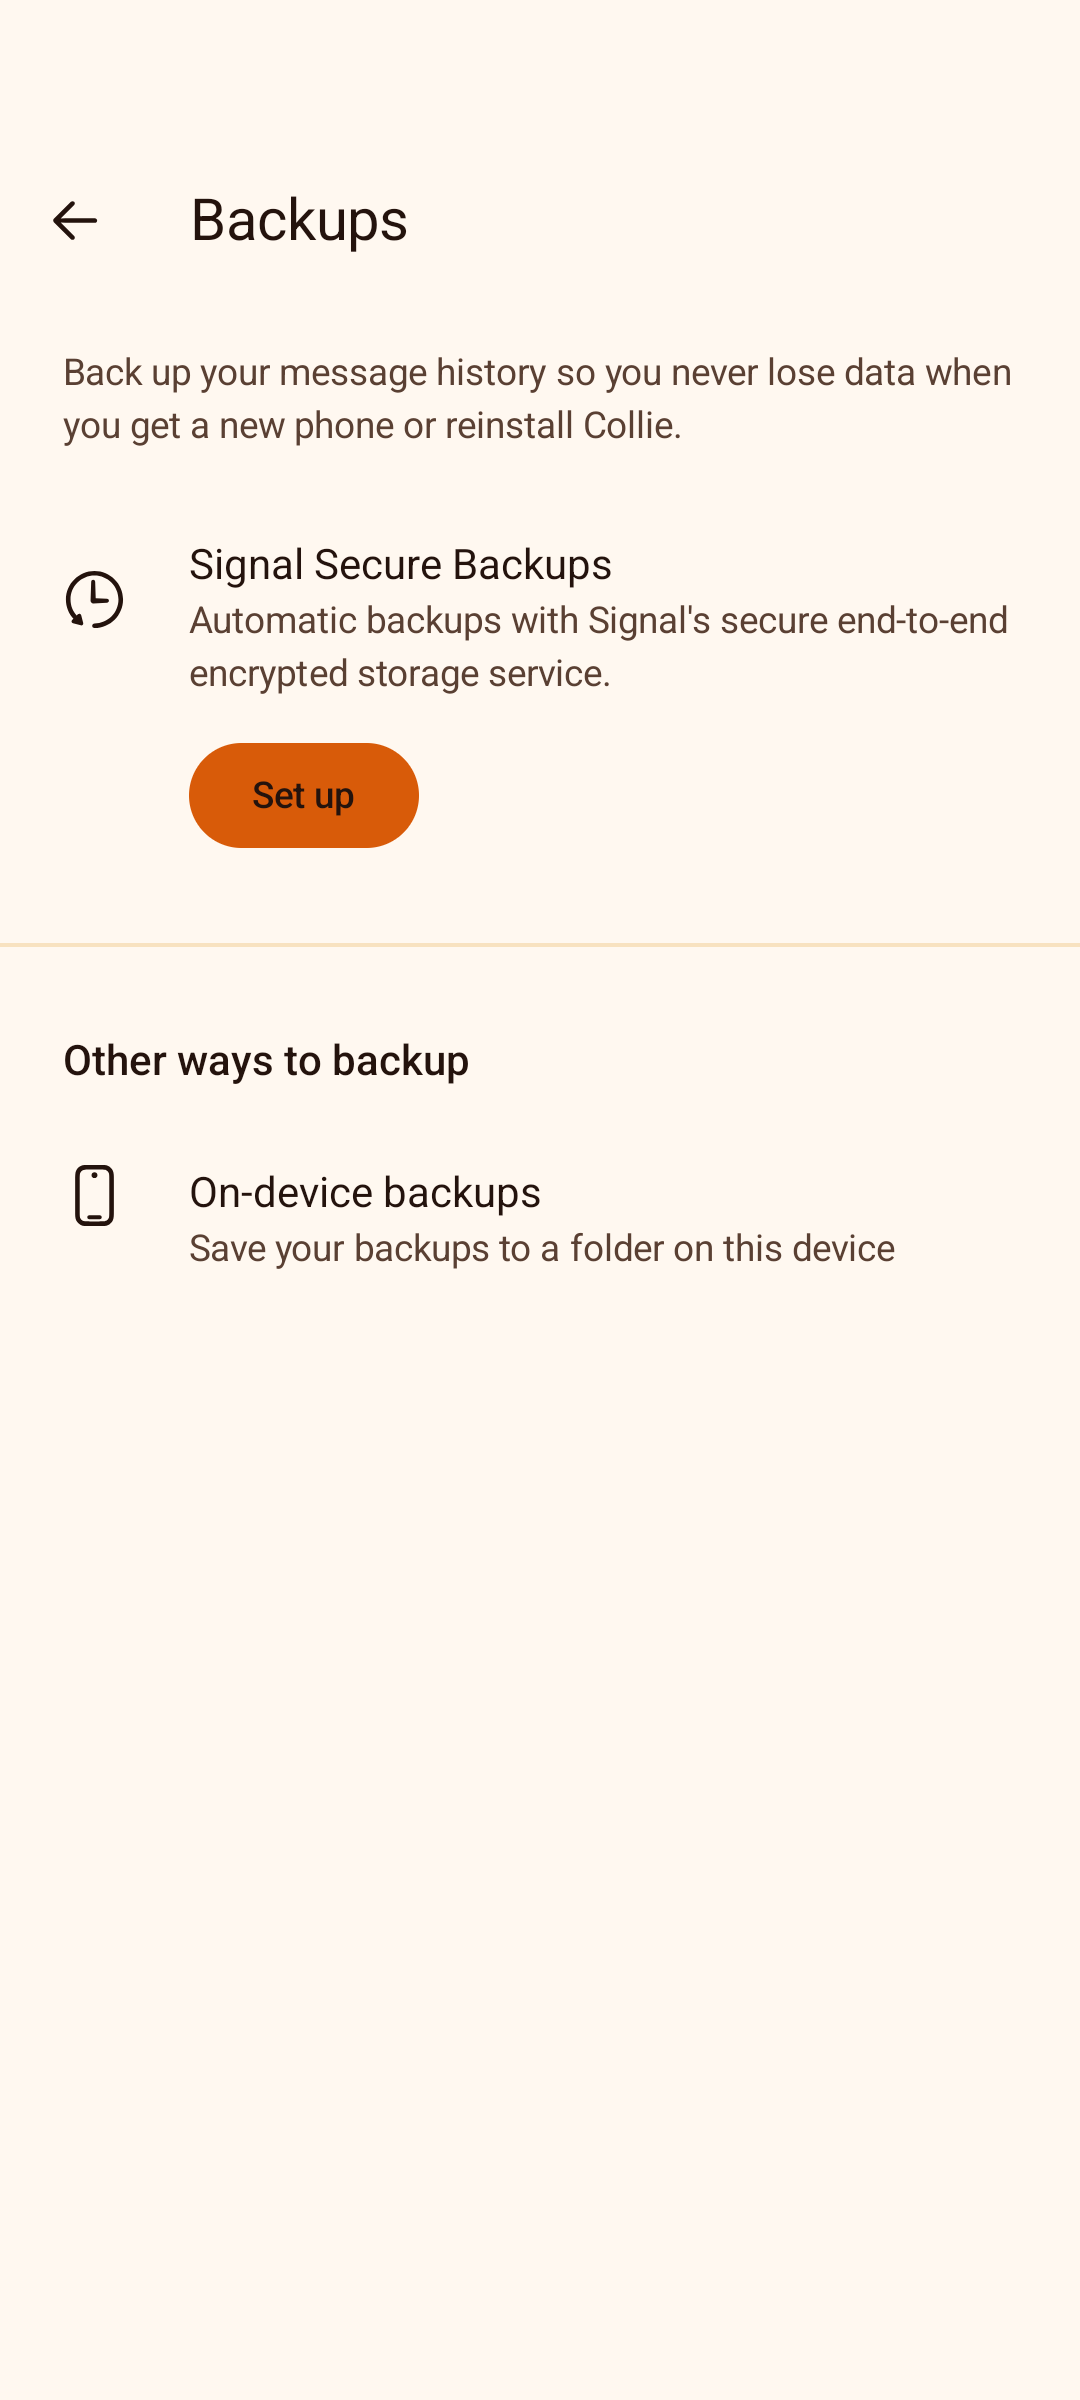 Backups
Back up your message history so you never lose data when
you get a new phone or reinstall Collie.
Signal Secure Backups
Automatic backups with Signal's secure end-to-end
encrypted storage service.
Set up
Other ways to backup
On-device backups
Save your backups to a folder on this device